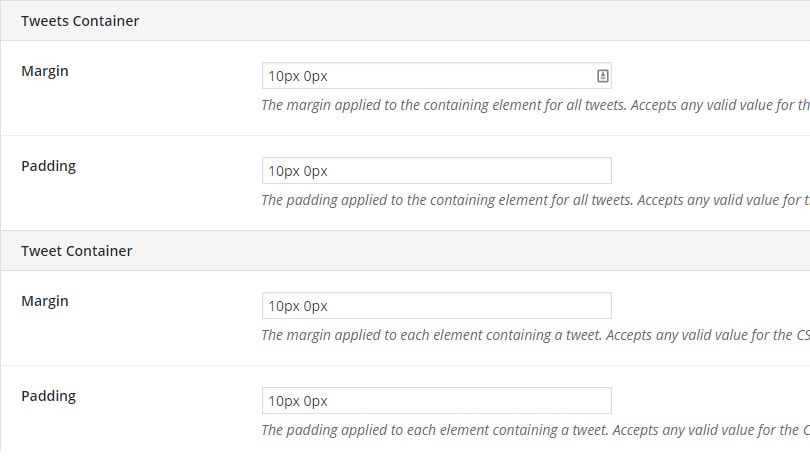 Tweets Container
Margin
10px 0px
The margin applied to the containing element for all tweets. Accepts any valid value for
Padding
10px 0px
The padding applied to the containing element for all tweets. Accepts any valid value for
Tweet Container
Margin
10px 0px
The margin applied to each element containing a tweet. Accepts any valid value for the
Padding
10px 0px
The padding applied to each element containing a tweet. Accepts any valid value for the